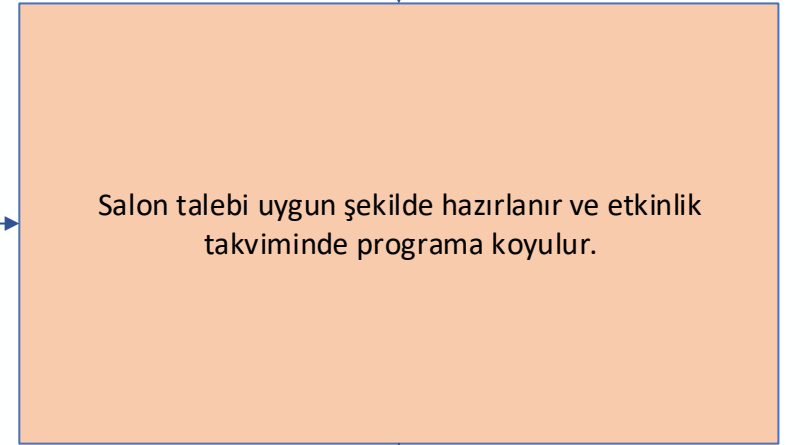 Salon talebi uygun şekilde hazırlanır ve etkinlik
takviminde programa koyulur.